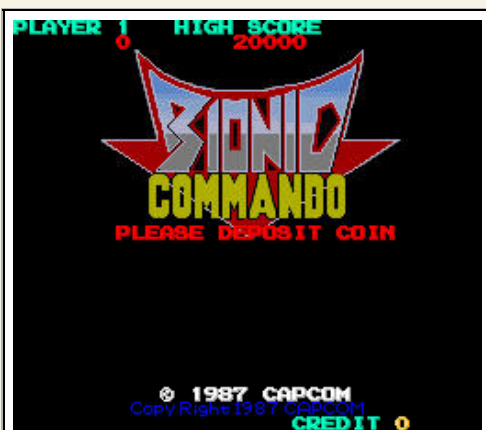 PLAYER 1 HIGH SCORE
0 20000
BIONIC
COMMANDO
PLEASE DEPOSIT COIN
© 1987 CAPCOM
Copy Right 1987 CAPCOM
CREDIT 0